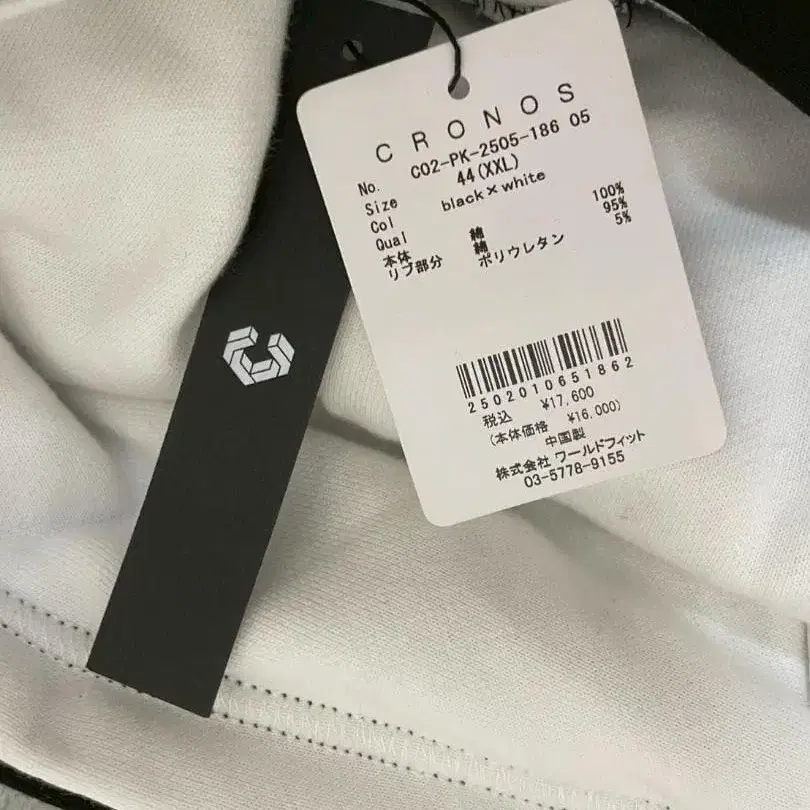 CRONOS
No. C02-PK-2505-186 05
Size 44(XXL)
Col black×white
Qual
本体 綿 100%
リブ部分 綿 95%
ポリウレタン 5%
2502010651862
税込 ¥17,600
(本体価格 ¥16,000)
中国製
株式会社 ワールドフィット
03-5778-9155